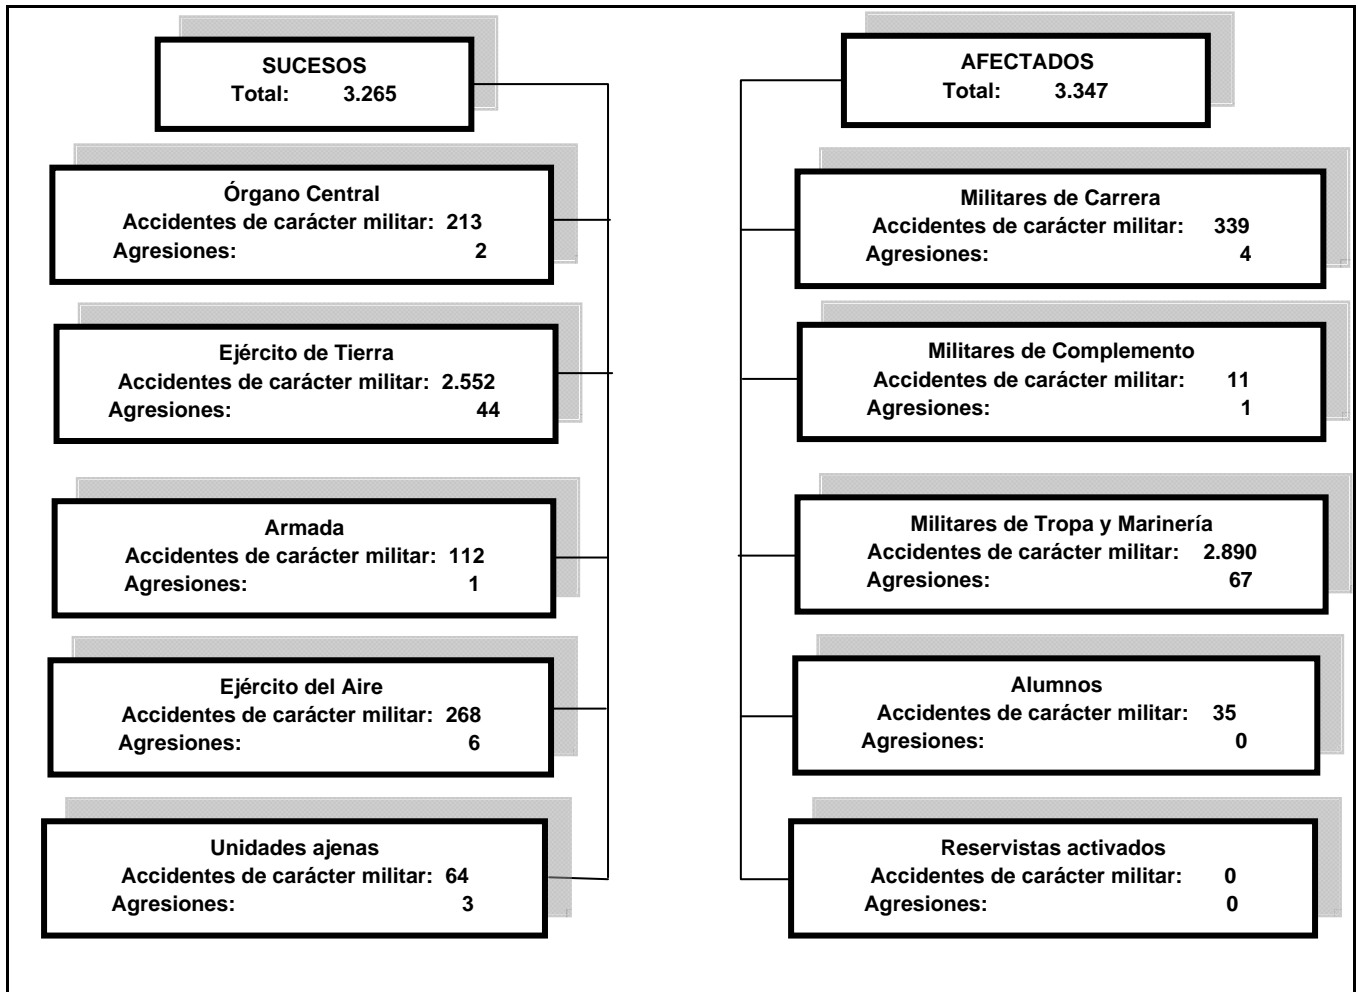 SUCESOS
Total: 3.265
Órgano Central
Accidentes de carácter militar: 213
Agresiones: 2
Ejército de Tierra
Accidentes de carácter militar: 2.552
Agresiones: 44
Armada
Accidentes de carácter militar: 112
Agresiones: 1
Ejército del Aire
Accidentes de carácter militar: 268
Agresiones: 6
Unidades ajenas
Accidentes de carácter militar: 64
Agresiones: 3
AFECTADOS
Total: 3.347
Militares de Carrera
Accidentes de carácter militar: 339
Agresiones: 4
Militares de Complemento
Accidentes de carácter militar: 11
Agresiones: 1
Militares de Tropa y Marinería
Accidentes de carácter militar: 2.890
Agresiones: 67
Alumnos
Accidentes de carácter militar: 35
Agresiones: 0
Reservistas activados
Accidentes de carácter militar: 0
Agresiones: 0